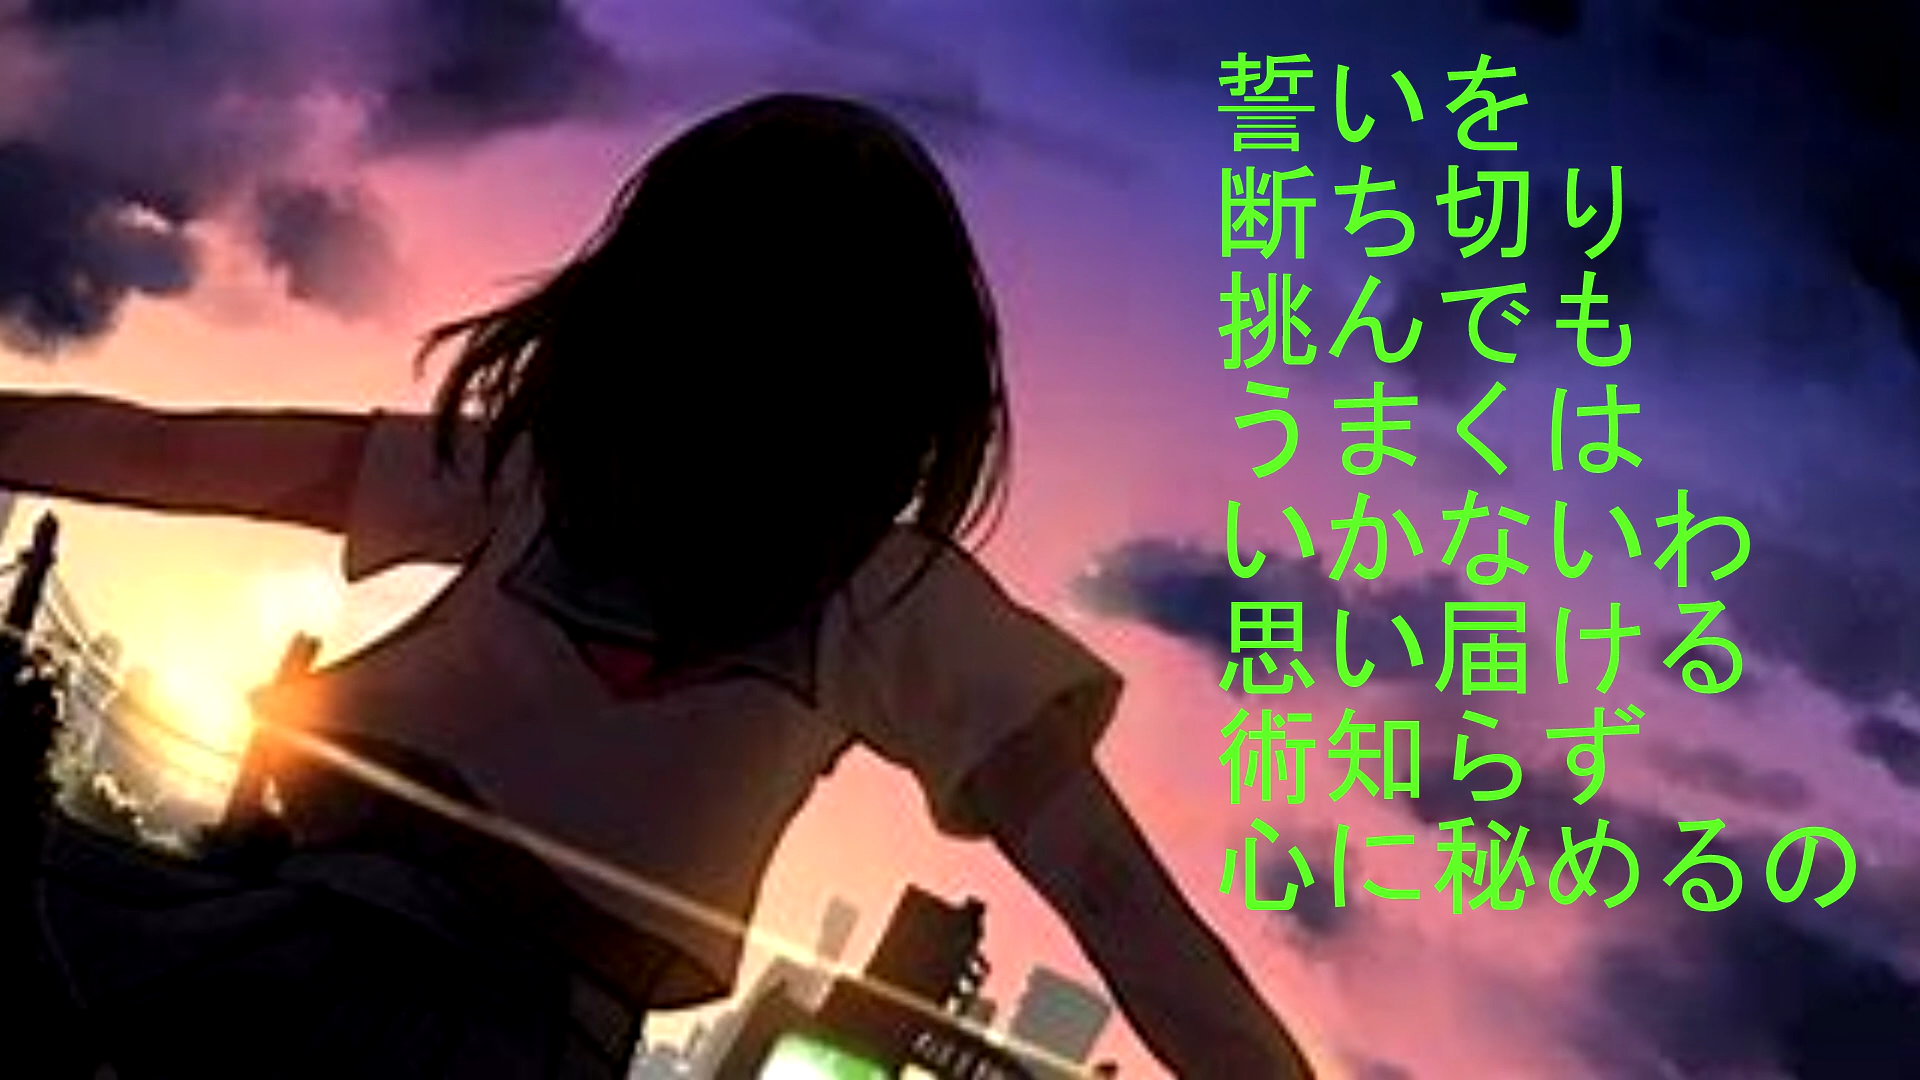 誓いを
断ち切り
挑んでも
うまくは
いかないわ
思い届ける
術知らず
心に秘めるの